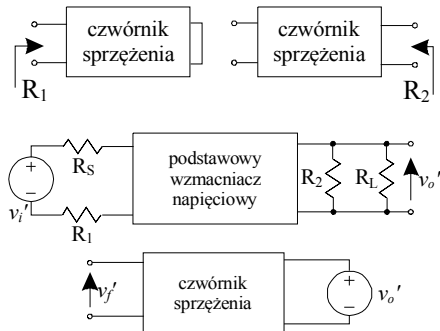 czwórnik
sprzężenia
R1
czwórnik
sprzężenia
R2
RS
podstawowy
wzmacniacz
napięciowy
R2
RL
vo'
+
−
vi'
R1
vf'
czwórnik
sprzężenia
+
−
vo'